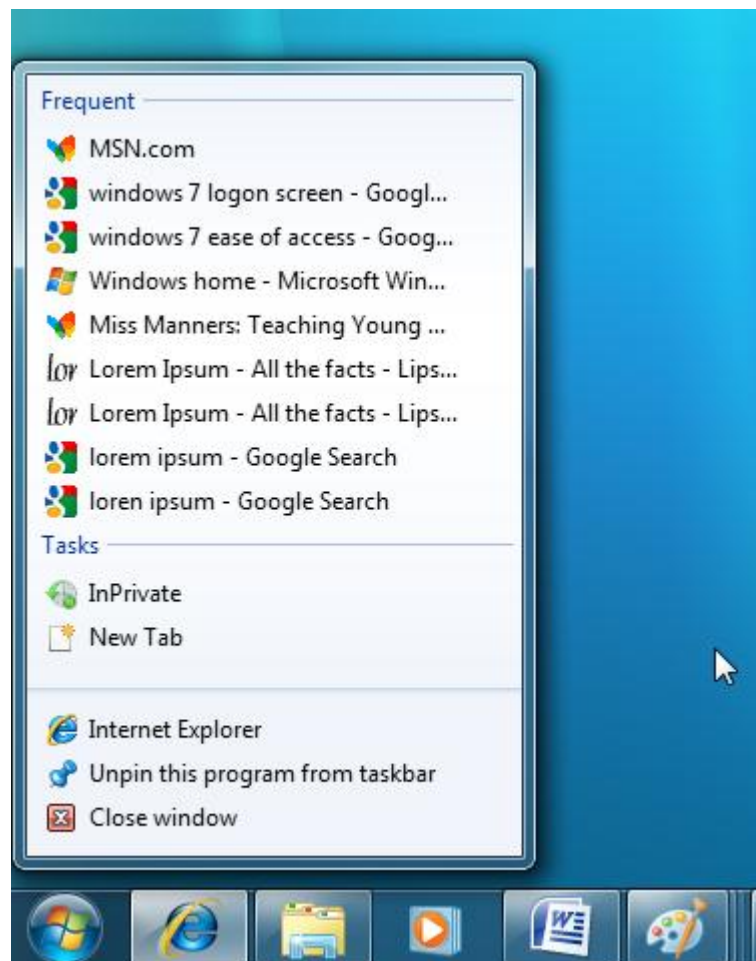 Frequent
MSN.com
windows 7 logon screen - Googl...
windows 7 ease of access - Goog...
Windows home - Microsoft Win...
Miss Manners: Teaching Young ...
lor Lorem Ipsum - All the facts - Lips...
lor Lorem Ipsum - All the facts - Lips...
lorem ipsum - Google Search
loren ipsum - Google Search
Tasks
InPrivate
New Tab
Internet Explorer
Unpin this program from taskbar
Close window
W